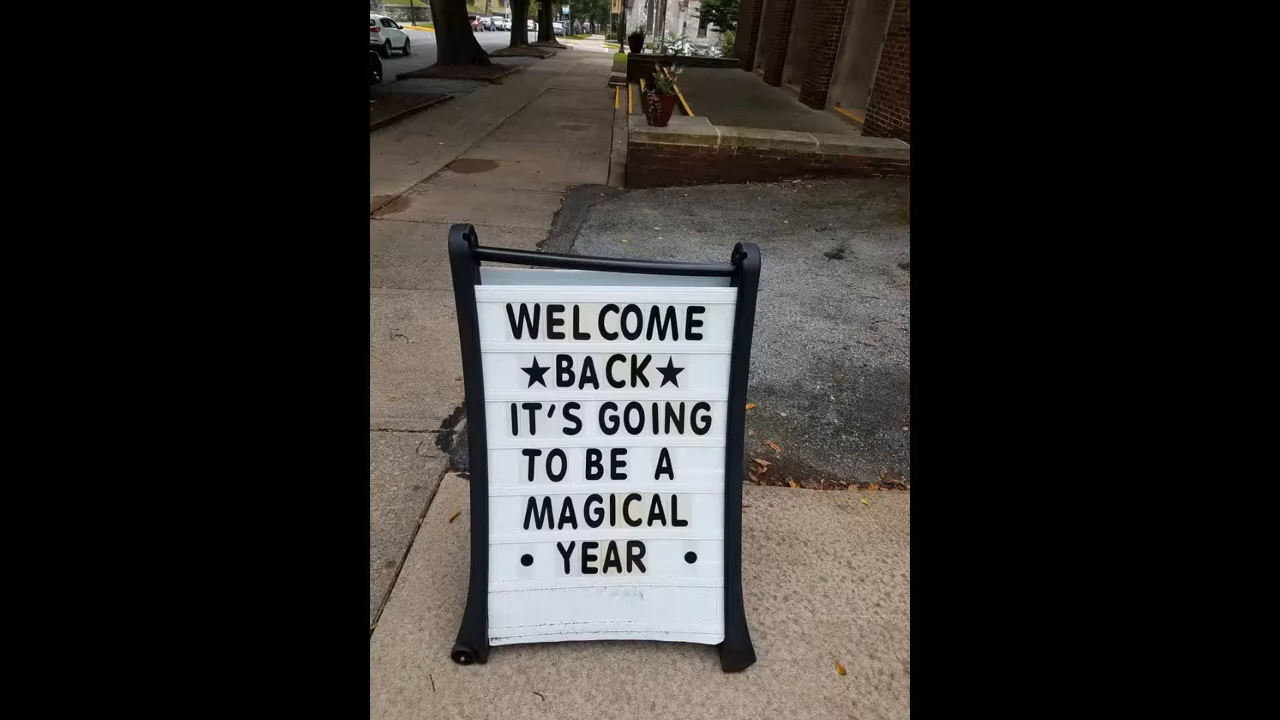 WELCOME
★BACK★
IT'S GOING
TO BE A
MAGICAL
• YEAR •